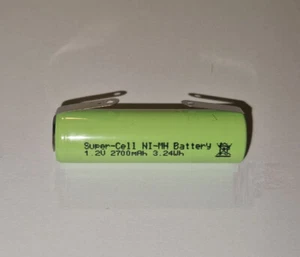 Super-Cell NI-MH Battery
1.2V 2700mAh 3.24Wh